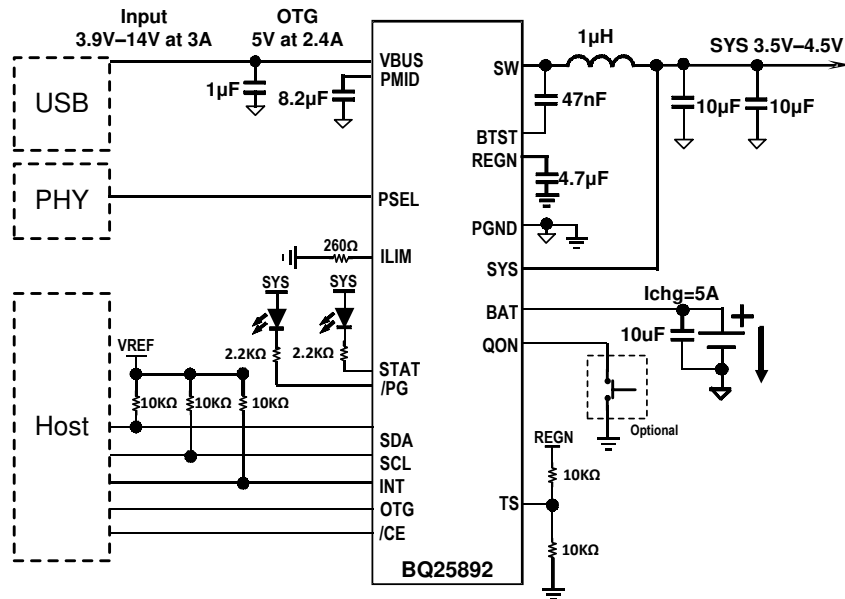 Input
3.9V–14V at 3A
OTG
5V at 2.4A
USB
1µF
8.2µF
VBUS
PMID
SW
1µH
SYS 3.5V–4.5V
47nF
10µF
10µF
BTST
REGN
4.7µF
PHY
PSEL
PGND
260Ω
ILIM
SYS
SYS
SYS
BAT
Ichg=5A
10uF
QON
2.2KΩ
2.2KΩ
STAT
/PG
VREF
10KΩ
10KΩ
10KΩ
Host
Optional
SDA
SCL
INT
OTG
/CE
REGN
10KΩ
TS
10KΩ
BQ25892